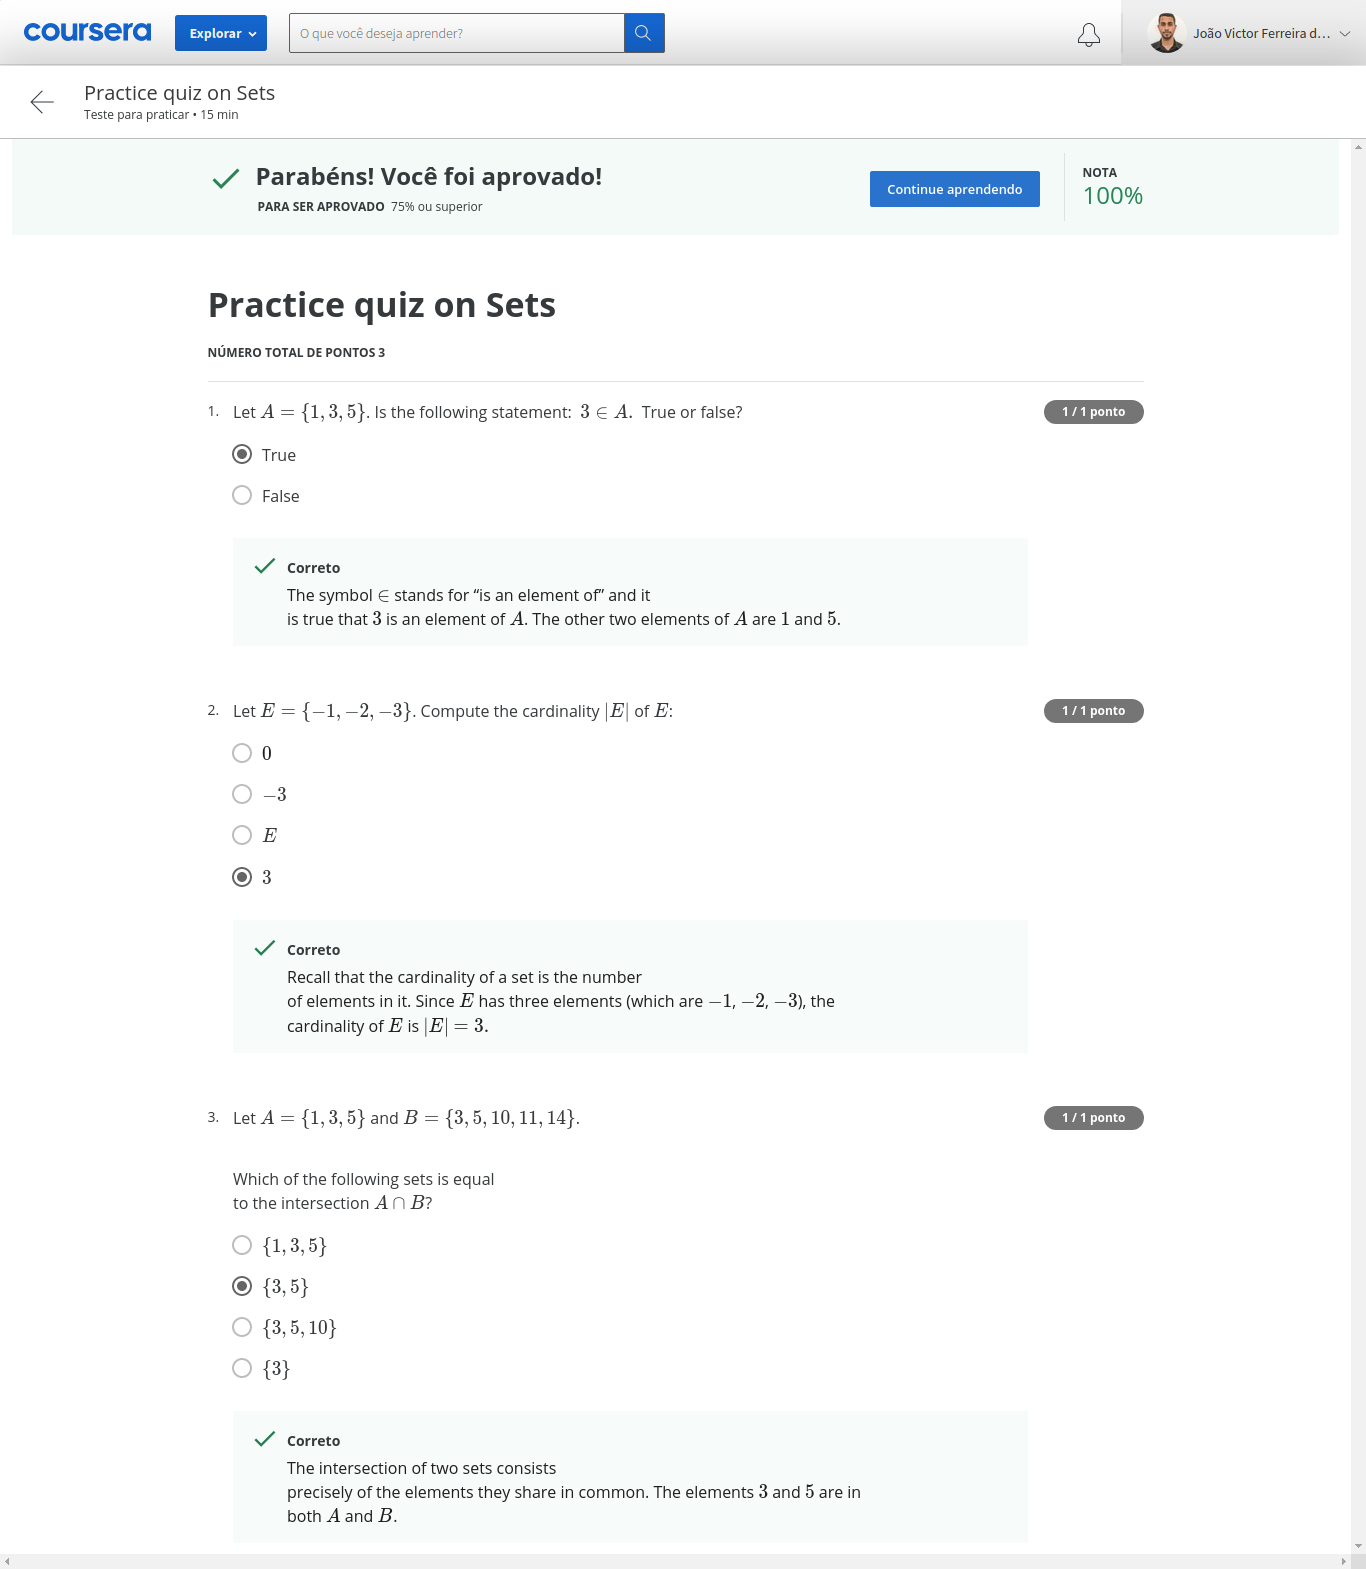 coursera
Explorar
O que você deseja aprender?
João Victor Ferreira d...
Practice quiz on Sets
Teste para praticar • 15 min
Parabéns! Você foi aprovado!
PARA SER APROVADO 75% ou superior
Continue aprendendo
NOTA
100%
Practice quiz on Sets
NÚMERO TOTAL DE PONTOS 3
1. Let A = {1, 3, 5}. Is the following statement: 3 ∈ A. True or false?
1 / 1 ponto
True
False
Correto
The symbol ∈ stands for “is an element of” and it
is true that 3 is an element of A. The other two elements of A are 1 and 5.
2. Let E = {−1, −2, −3}. Compute the cardinality |E| of E:
1 / 1 ponto
0
−3
E
3
Correto
Recall that the cardinality of a set is the number
of elements in it. Since E has three elements (which are −1, −2, −3), the
cardinality of E is |E| = 3.
3. Let A = {1, 3, 5} and B = {3, 5, 10, 11, 14}.
1 / 1 ponto
Which of the following sets is equal
to the intersection A ∩ B?
{1, 3, 5}
{3, 5}
{3, 5, 10}
{3}
Correto
The intersection of two sets consists
precisely of the elements they share in common. The elements 3 and 5 are in
both A and B.